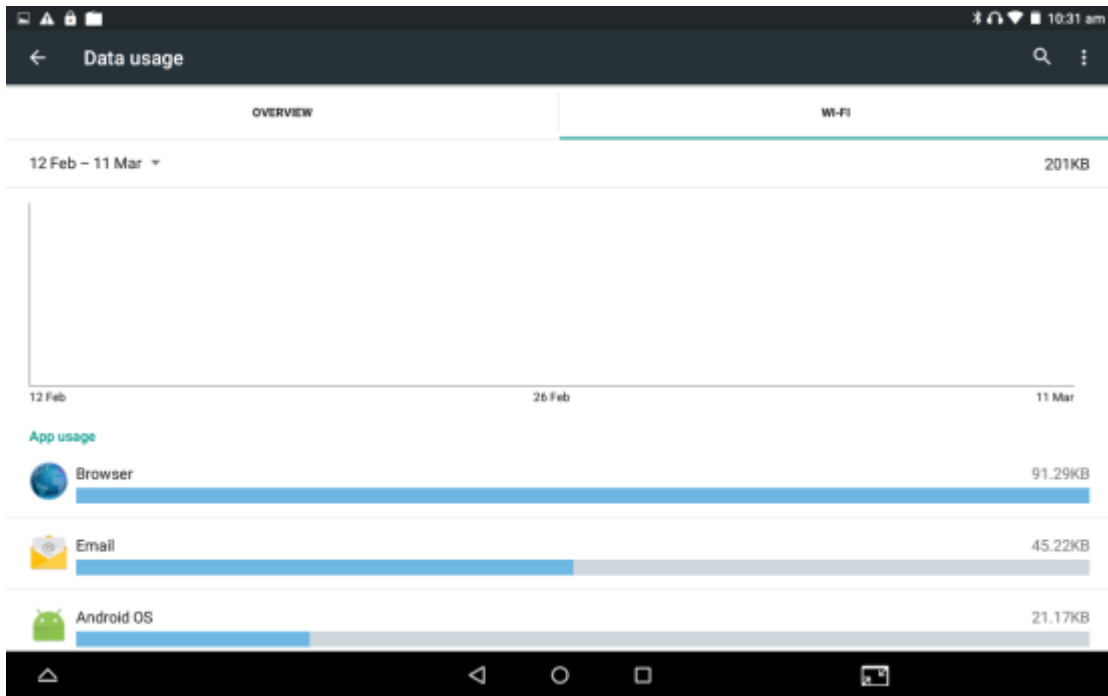 10:31 am
Data usage
OVERVIEW WI-FI
12 Feb – 11 Mar 201KB
12 Feb 26 Feb 11 Mar
App usage
Browser 91.29KB
Email 45.22KB
Android OS 21.17KB